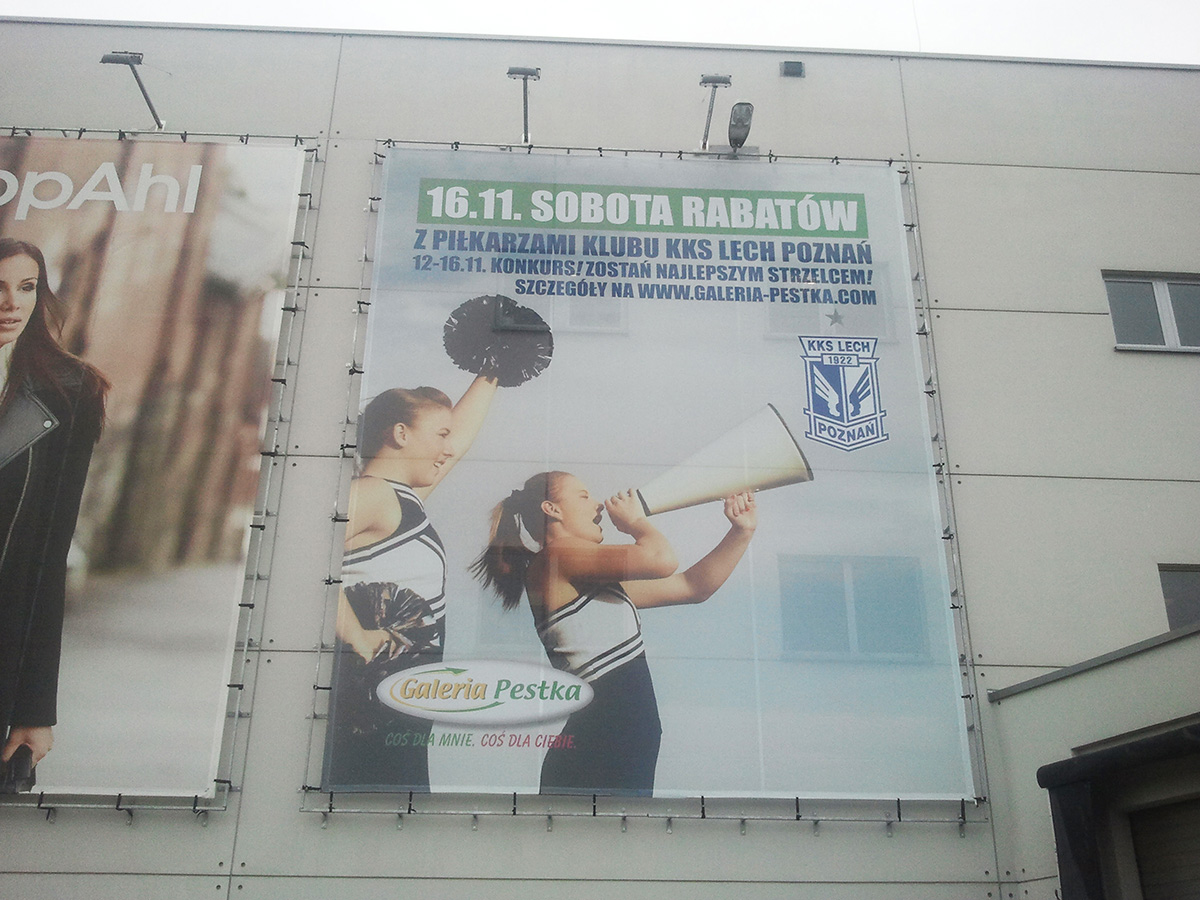 opAhl
16.11. SOBOTA RABATÓW
Z PIŁKARZAMI KLUBU KKS LECH POZNAŃ
12-16.11. KONKURS! ZOSTAŃ NAJLEPSZYM STRZELCEM!
SZCZEGÓŁY NA WWW.GALERIA-PESTKA.COM
KKS LECH
1922
POZNAŃ
Galeria Pestka
COŚ DLA MNIE. COŚ DLA CIEBIE.